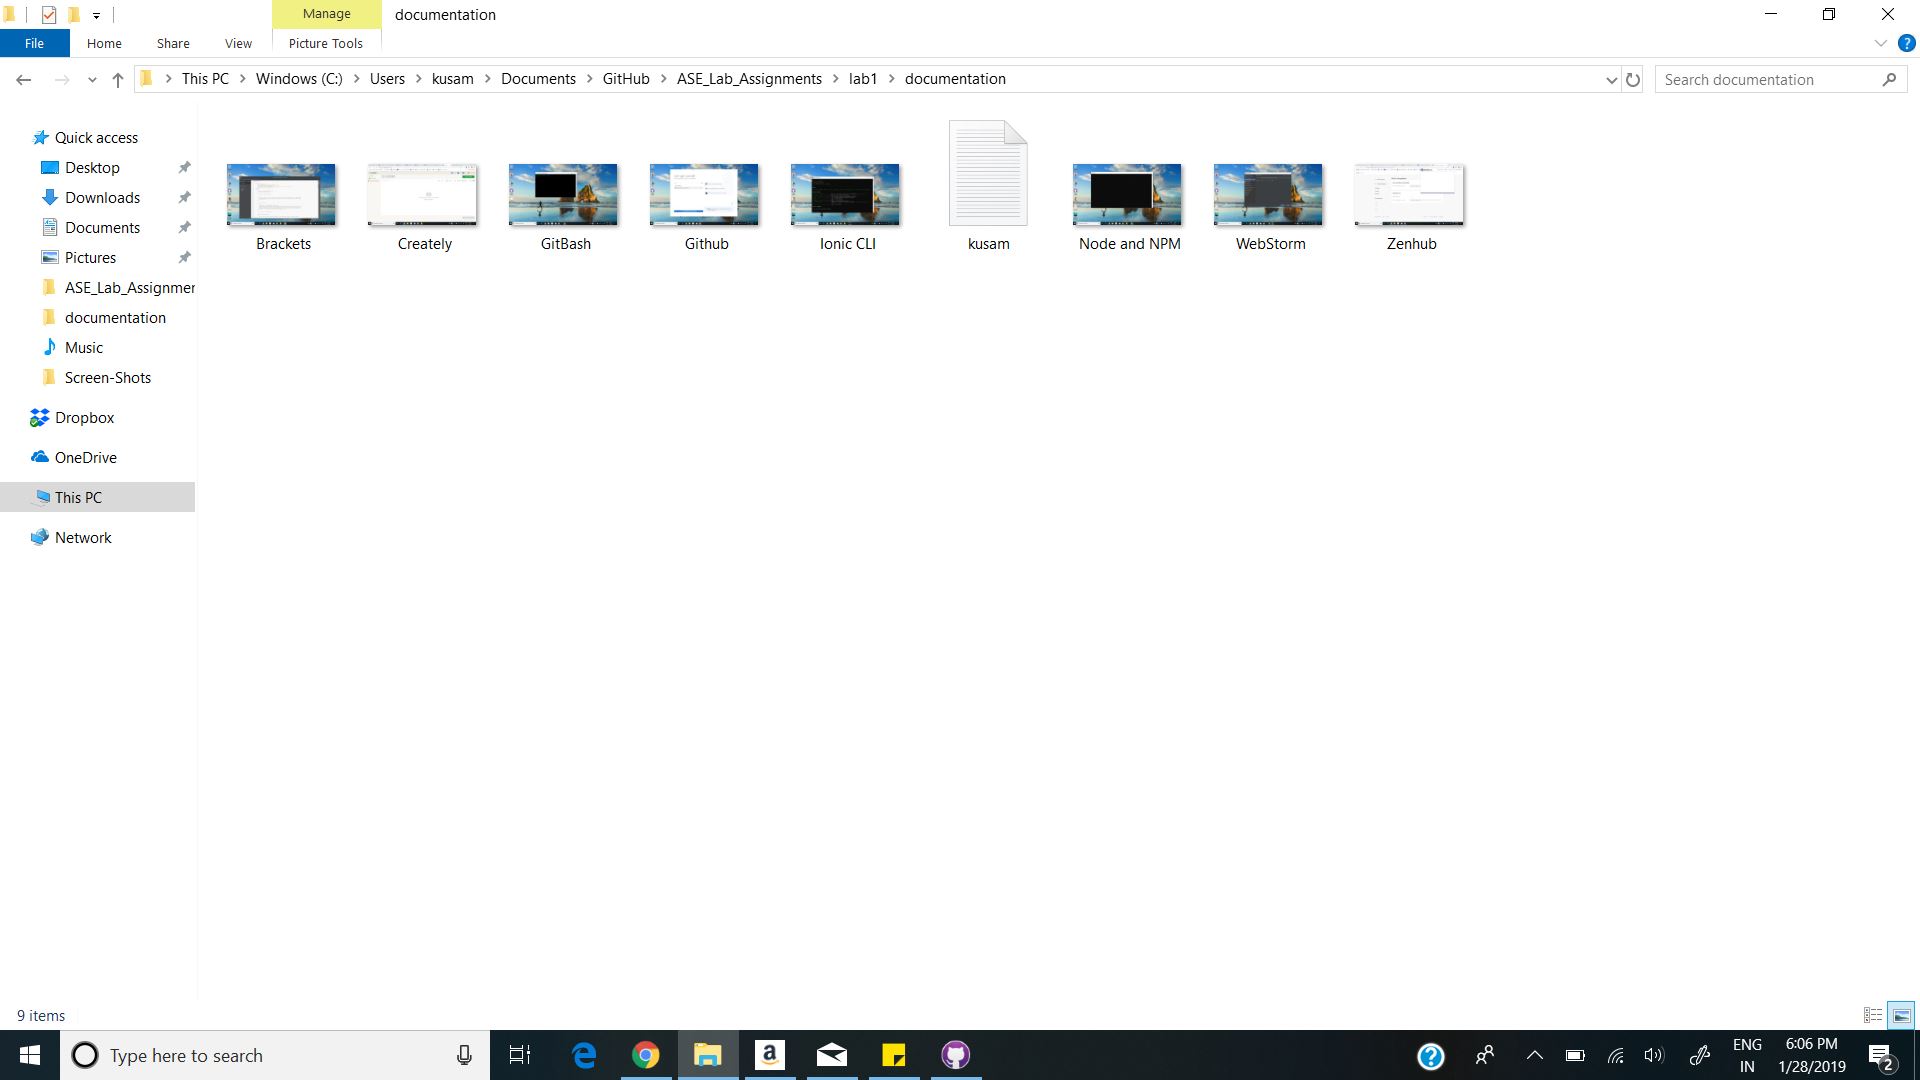 Manage
documentation
File
Home
Share
View
Picture Tools
This PC
Windows (C:)
Users
kusam
Documents
GitHub
ASE_Lab_Assignments
lab1
documentation
Search documentation
Quick access
Desktop
Downloads
Documents
Pictures
ASE_Lab_Assignmer
documentation
Music
Screen-Shots
Dropbox
OneDrive
This PC
Network
Brackets
Creately
GitBash
Github
Ionic CLI
kusam
Node and NPM
WebStorm
Zenhub
9 items
Type here to search
ENG
IN
6:06 PM
1/28/2019
2